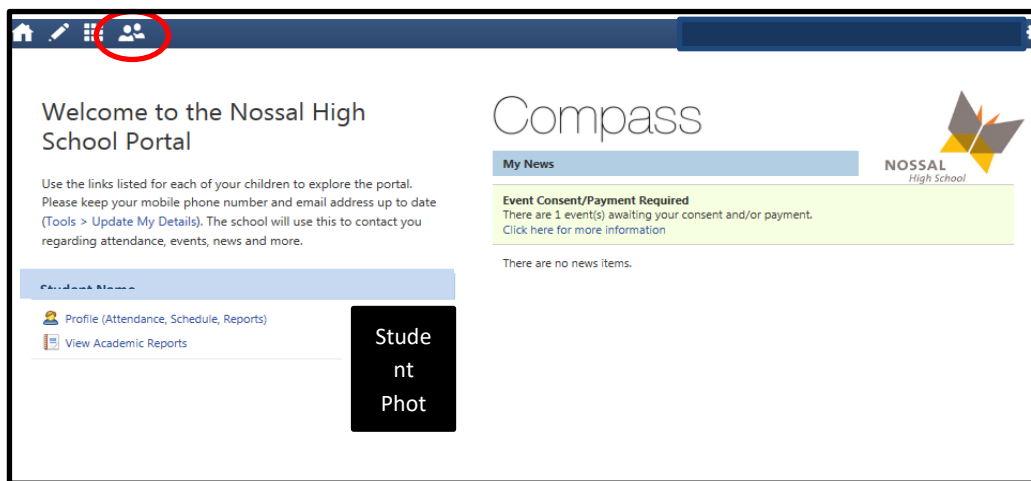 Welcome to the Nossal High
School Portal
Use the links listed for each of your children to explore the portal.
Please keep your mobile phone number and email address up to date
(Tools > Update My Details). The school will use this to contact you
regarding attendance, events, news and more.
Student Name
Profile (Attendance, Schedule, Reports)
View Academic Reports
Stude
nt
Phot
Compass
My News
NOSSAL
High School
Event Consent/Payment Required
There are 1 event(s) awaiting your consent and/or payment.
Click here for more information
There are no news items.